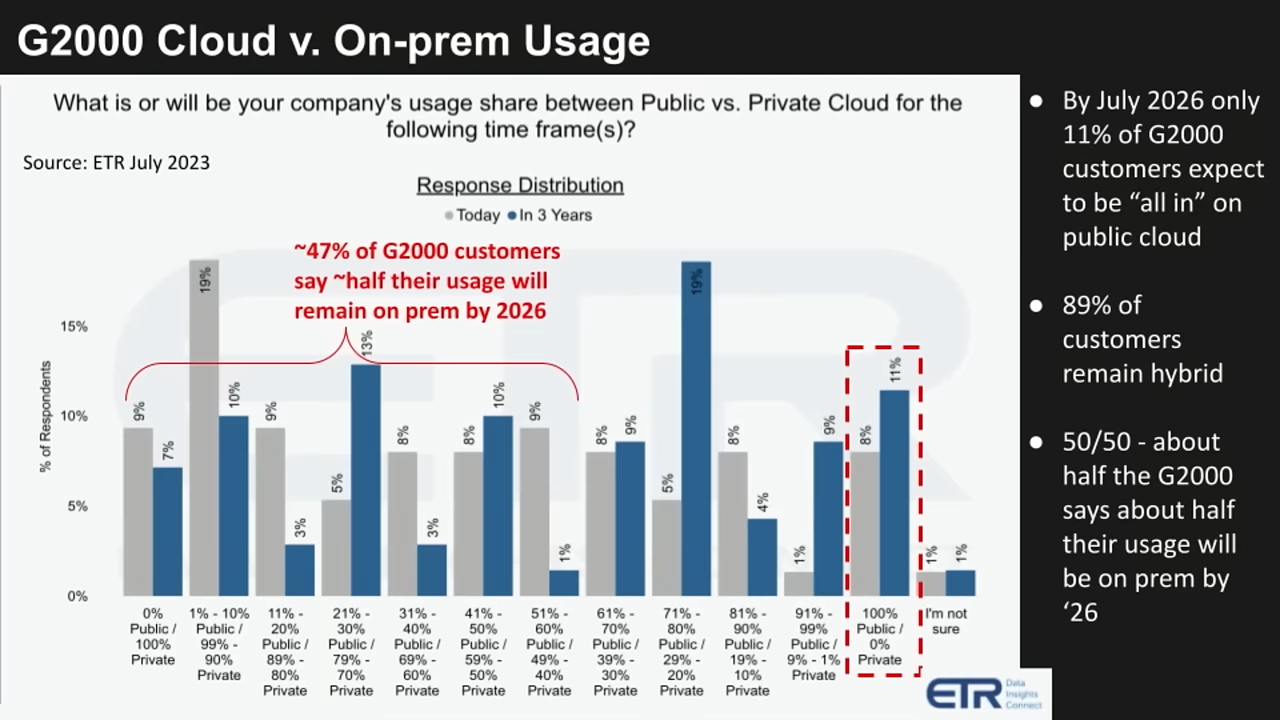 G2000 Cloud v. On-prem Usage
What is or will be your company's usage share between Public vs. Private Cloud for the
following time frame(s)?
Source: ETR July 2023
Response Distribution
Today In 3 Years
~47% of G2000 customers
say ~half their usage will
remain on prem by 2026
% of Respondents
15%
10%
5%
0%
9%
7%
19%
10%
9%
3%
5%
13%
8%
3%
8%
10%
9%
1%
8%
9%
5%
19%
8%
4%
1%
9%
8%
11%
1%
1%
0%
Public /
100%
Private
1% - 10%
Public /
99% -
90%
Private
11% -
20%
Public /
89% -
80%
Private
21% -
30%
Public /
79% -
70%
Private
31% -
40%
Public /
69% -
60%
Private
41% -
50%
Public /
59% -
50%
Private
51% -
60%
Public /
49% -
40%
Private
61% -
70%
Public /
39% -
30%
Private
71% -
80%
Public /
29% -
20%
Private
81% -
90%
Public /
19% -
10%
Private
91% -
99%
Public /
9% - 1%
Private
100%
Public /
0%
Private
I'm not
sure
● By July 2026 only
11% of G2000
customers expect
to be “all in” on
public cloud
● 89% of
customers
remain hybrid
● 50/50 - about
half the G2000
says about half
their usage will
be on prem by
‘26
ETR
Data
Insights
Connect